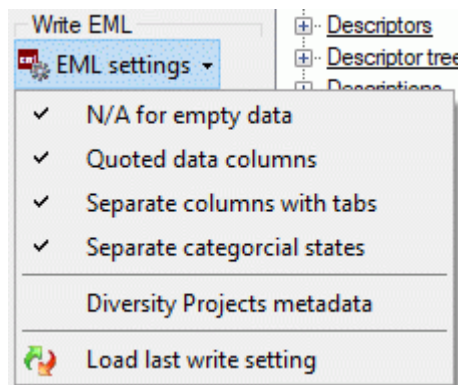 Write EML
Descriptors
EML settings
Descriptor tree
Descriptions
N/A for empty data
Quoted data columns
Separate columns with tabs
Separate categorcial states
Diversity Projects metadata
Load last write setting